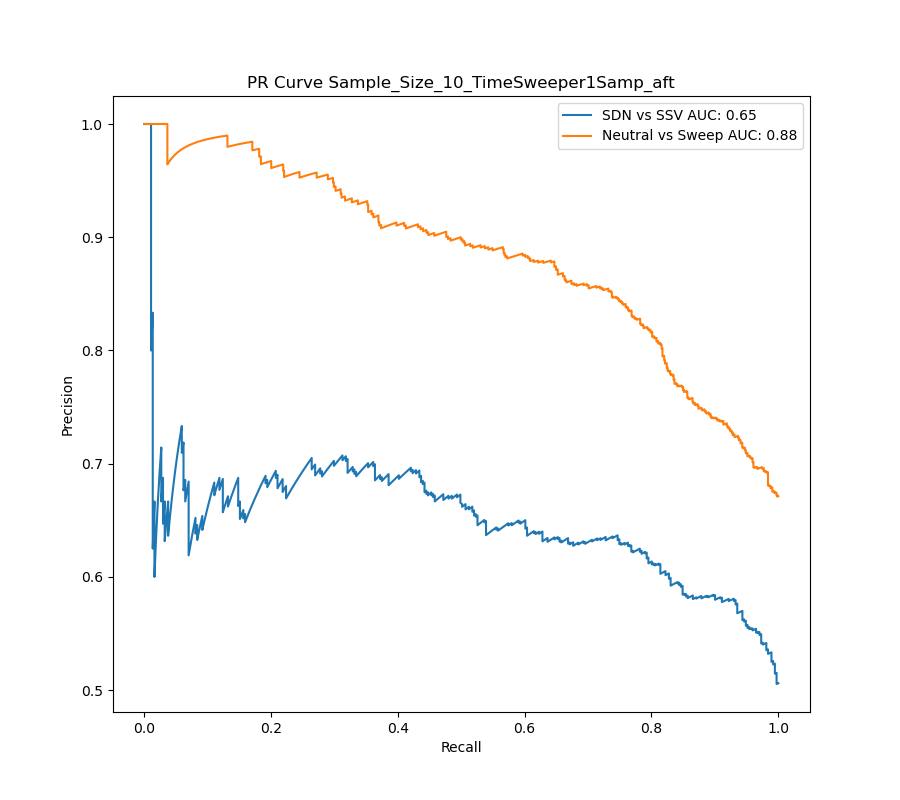 PR Curve Sample_Size_10_TimeSweeper1Samp_aft
SDN vs SSV AUC: 0.65
Neutral vs Sweep AUC: 0.88
1.0
0.9
0.8
0.7
0.6
0.5
Precision
0.0 0.2 0.4 0.6 0.8 1.0
Recall